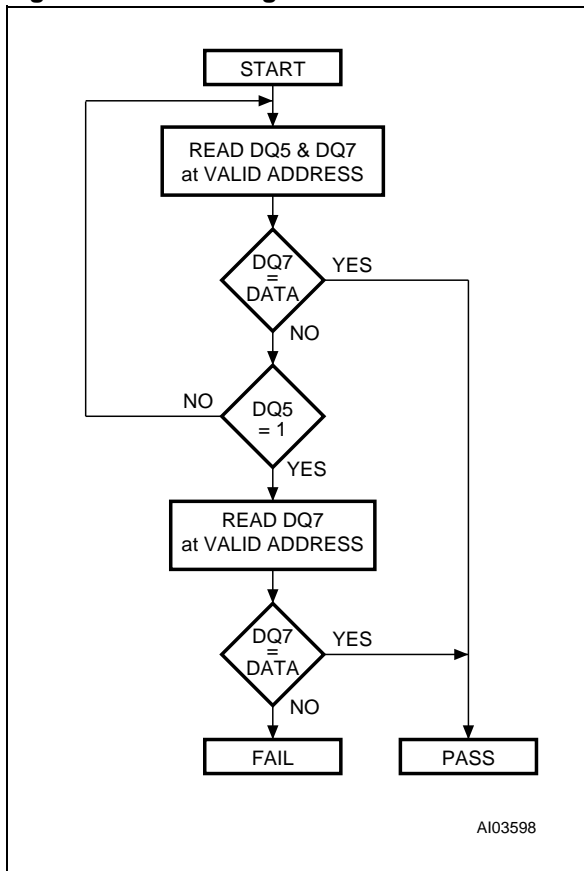 START
READ DQ5 & DQ7
at VALID ADDRESS
DQ7
=
DATA
YES
NO
DQ5
= 1
NO
YES
READ DQ7
at VALID ADDRESS
DQ7
=
DATA
YES
NO
FAIL
PASS
AI03598